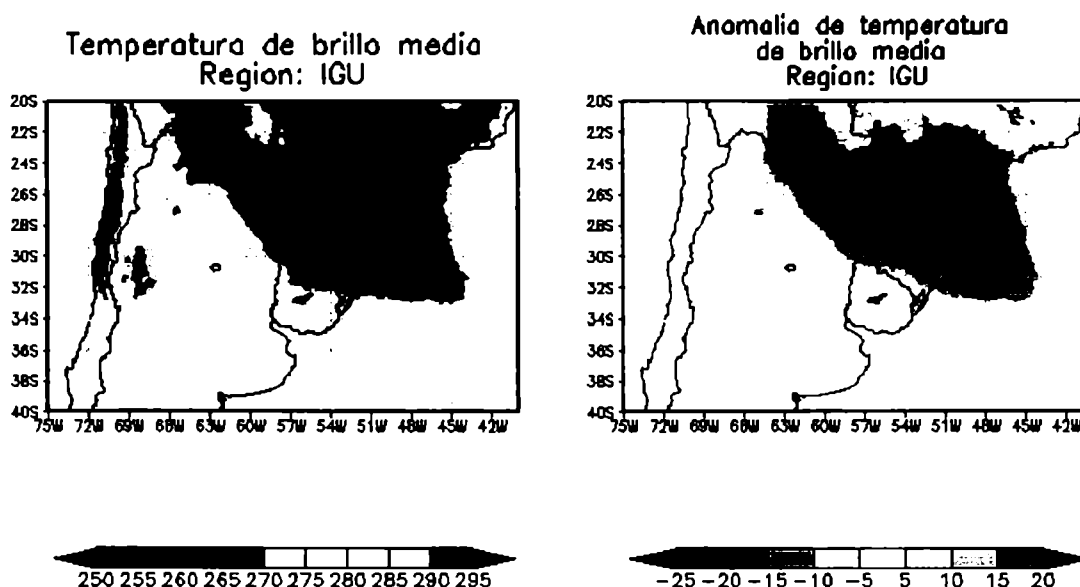 Temperatura de brillo media
Region: IGU
20S
22S
24S
26S
28S
30S
32S
34S
36S
38S
40S
75W 72W 69W 66W 63W 60W 57W 54W 51W 48W 45W 42W
250 255 260 265 270 275 280 285 290 295
Anomalia de temperatura
de brillo media
Region: IGU
20S
22S
24S
26S
28S
30S
32S
34S
36S
38S
40S
75W 72W 69W 66W 63W 60W 57W 54W 51W 48W 45W 42W
-25 -20 -15 -10 -5 5 10 15 20